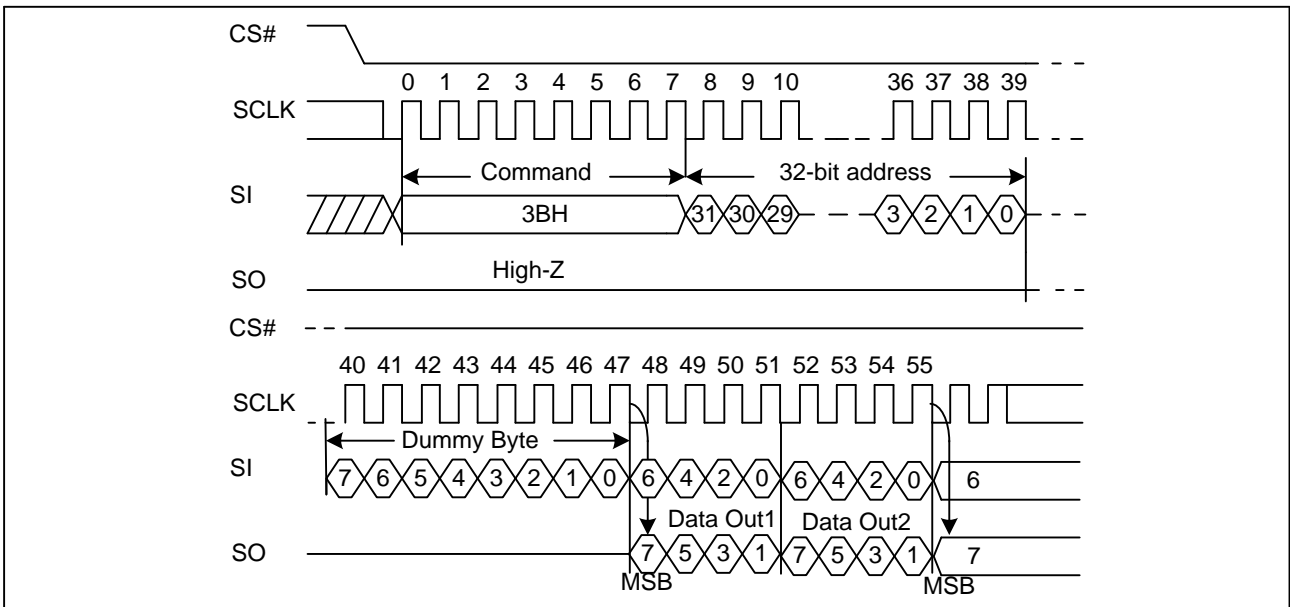 CS#
0 1 2 3 4 5 6 7 8 9 10 36 37 38 39
SCLK
Command 32-bit address
SI
3BH 31 30 29 3 2 1 0
High-Z
SO
CS#
40 41 42 43 44 45 46 47 48 49 50 51 52 53 54 55
SCLK
Dummy Byte
SI 7 6 5 4 3 2 1 0 6 4 2 0 6 4 2 0 6
Data Out1 Data Out2
SO 7 5 3 1 7 5 3 1 7
MSB MSB